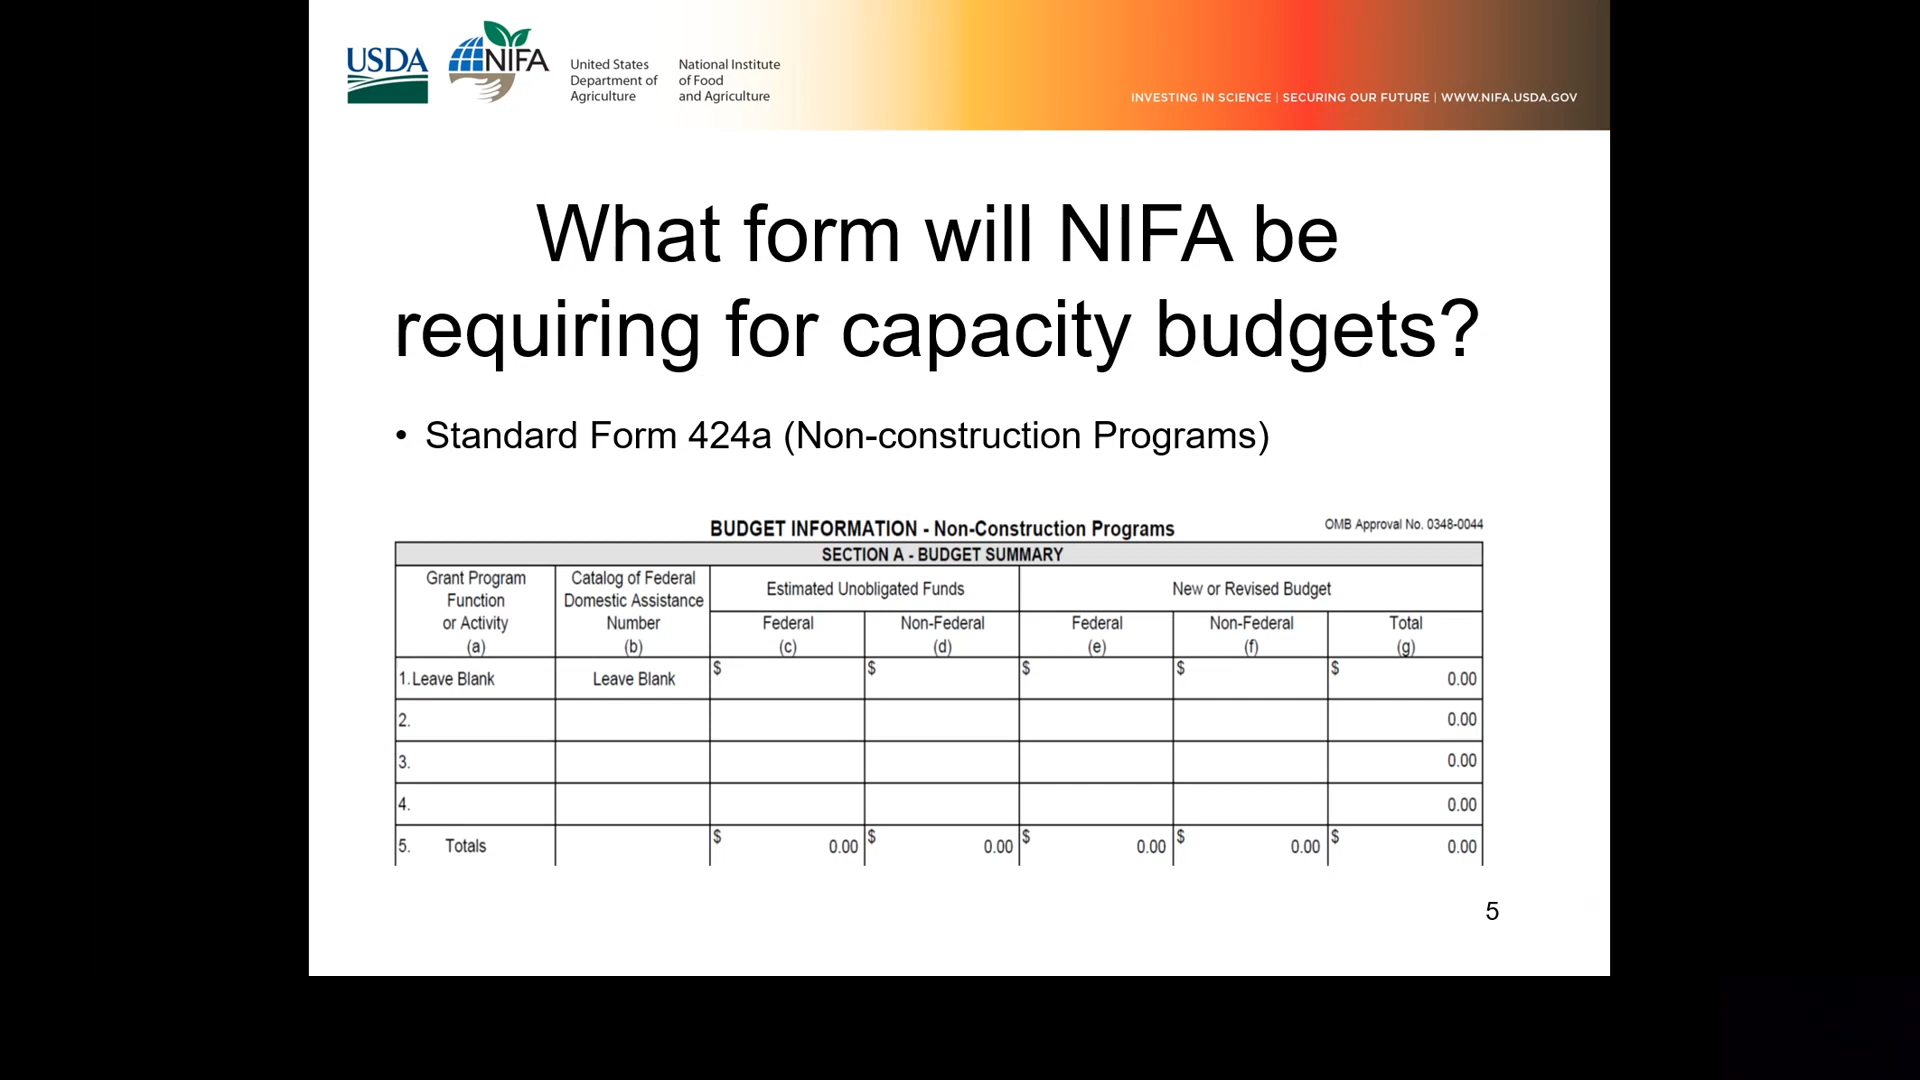 USDA
NIFA
United States
Department of
Agriculture
National Institute
of Food
and Agriculture
INVESTING IN SCIENCE | SECURING OUR FUTURE | WWW.NIFA.USDA.GOV
What form will NIFA be
requiring for capacity budgets?
• Standard Form 424a (Non-construction Programs)
BUDGET INFORMATION - Non-Construction Programs
OMB Approval No. 0348-0044
SECTION A - BUDGET SUMMARY
Grant Program
Function
or Activity
(a)
Catalog of Federal
Domestic Assistance
Number
(b)
Estimated Unobligated Funds
New or Revised Budget
Federal
(c)
Non-Federal
(d)
Federal
(e)
Non-Federal
(f)
Total
(g)
1. Leave Blank Leave Blank $ $ $ $ $ 0.00
2. 0.00
3. 0.00
4. 0.00
5. Totals $ 0.00 $ 0.00 $ 0.00 $ 0.00 $ 0.00
5